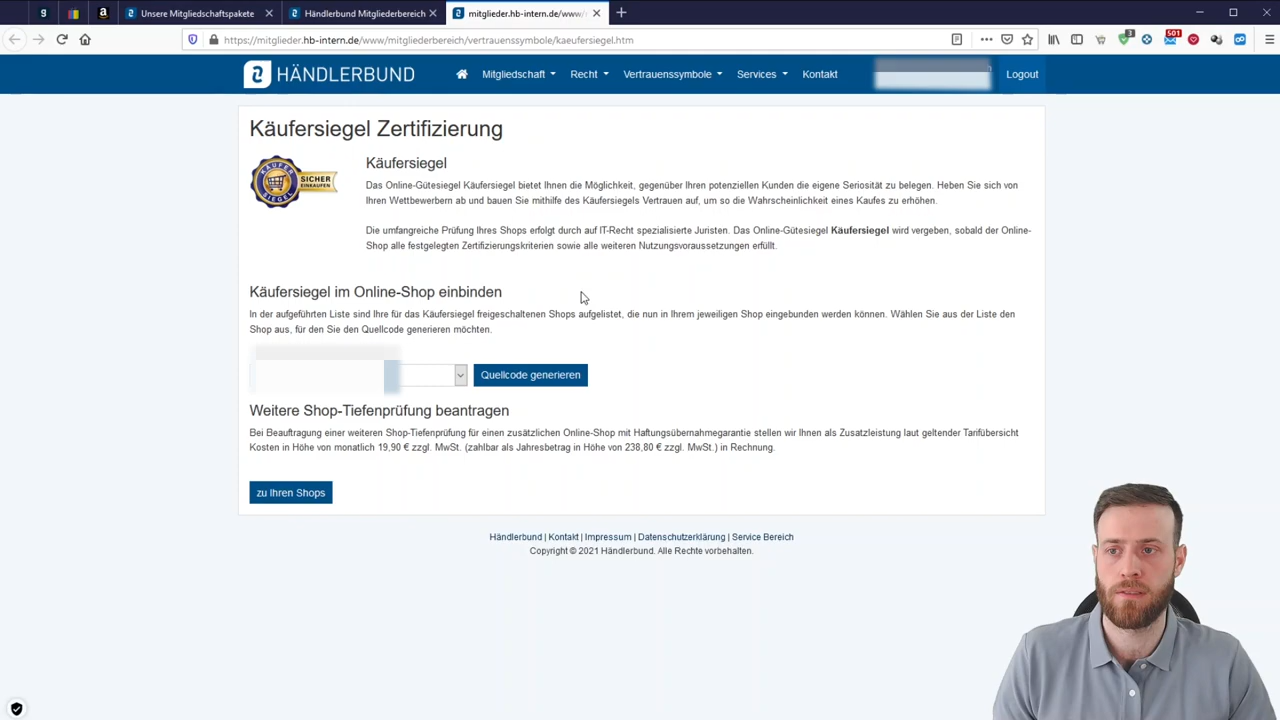 Unsere Mitgliedschaftspakete
Händlerbund Mitgliederbereich
mitglieder.hb-intern.de/www/
https://mitglieder.hb-intern.de/www/mitgliederbereich/vertrauenssymbole/kaeufersiegel.htm
3
501
HÄNDLERBUND
Mitgliedschaft
Recht
Vertrauenssymbole
Services
Kontakt
Logout
Käufersiegel Zertifizierung
KÄUFER SIEGEL
SICHER EINKAUFEN
Käufersiegel
Das Online-Gütesiegel Käufersiegel bietet Ihnen die Möglichkeit, gegenüber Ihren potenziellen Kunden die eigene Seriosität zu belegen. Heben Sie sich von
Ihren Wettbewerbern ab und bauen Sie mithilfe des Käufersiegels Vertrauen auf, um so die Wahrscheinlichkeit eines Kaufes zu erhöhen.
Die umfangreiche Prüfung Ihres Shops erfolgt durch auf IT-Recht spezialisierte Juristen. Das Online-Gütesiegel Käufersiegel wird vergeben, sobald der Online-
Shop alle festgelegten Zertifizierungskriterien sowie alle weiteren Nutzungsvoraussetzungen erfüllt.
Käufersiegel im Online-Shop einbinden
In der aufgeführten Liste sind Ihre für das Käufersiegel freigeschaltenen Shops aufgelistet, die nun in Ihrem jeweiligen Shop eingebunden werden können. Wählen Sie aus der Liste den
Shop aus, für den Sie den Quellcode generieren möchten.
Quellcode generieren
Weitere Shop-Tiefenprüfung beantragen
Bei Beauftragung einer weiteren Shop-Tiefenprüfung für einen zusätzlichen Online-Shop mit Haftungsübernahmegarantie stellen wir Ihnen als Zusatzleistung laut geltender Tarifübersicht
Kosten in Höhe von monatlich 19,90 € zzgl. MwSt. (zahlbar als Jahresbetrag in Höhe von 238,80 € zzgl. MwSt.) in Rechnung.
zu Ihren Shops
Händlerbund | Kontakt | Impressum | Datenschutzerklärung | Service Bereich
Copyright © 2021 Händlerbund. Alle Rechte vorbehalten.